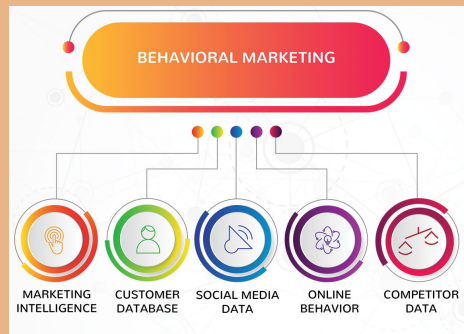 BEHAVIORAL MARKETING
MARKETING
INTELLIGENCE
CUSTOMER
DATABASE
SOCIAL MEDIA
DATA
ONLINE
BEHAVIOR
COMPETITOR
DATA